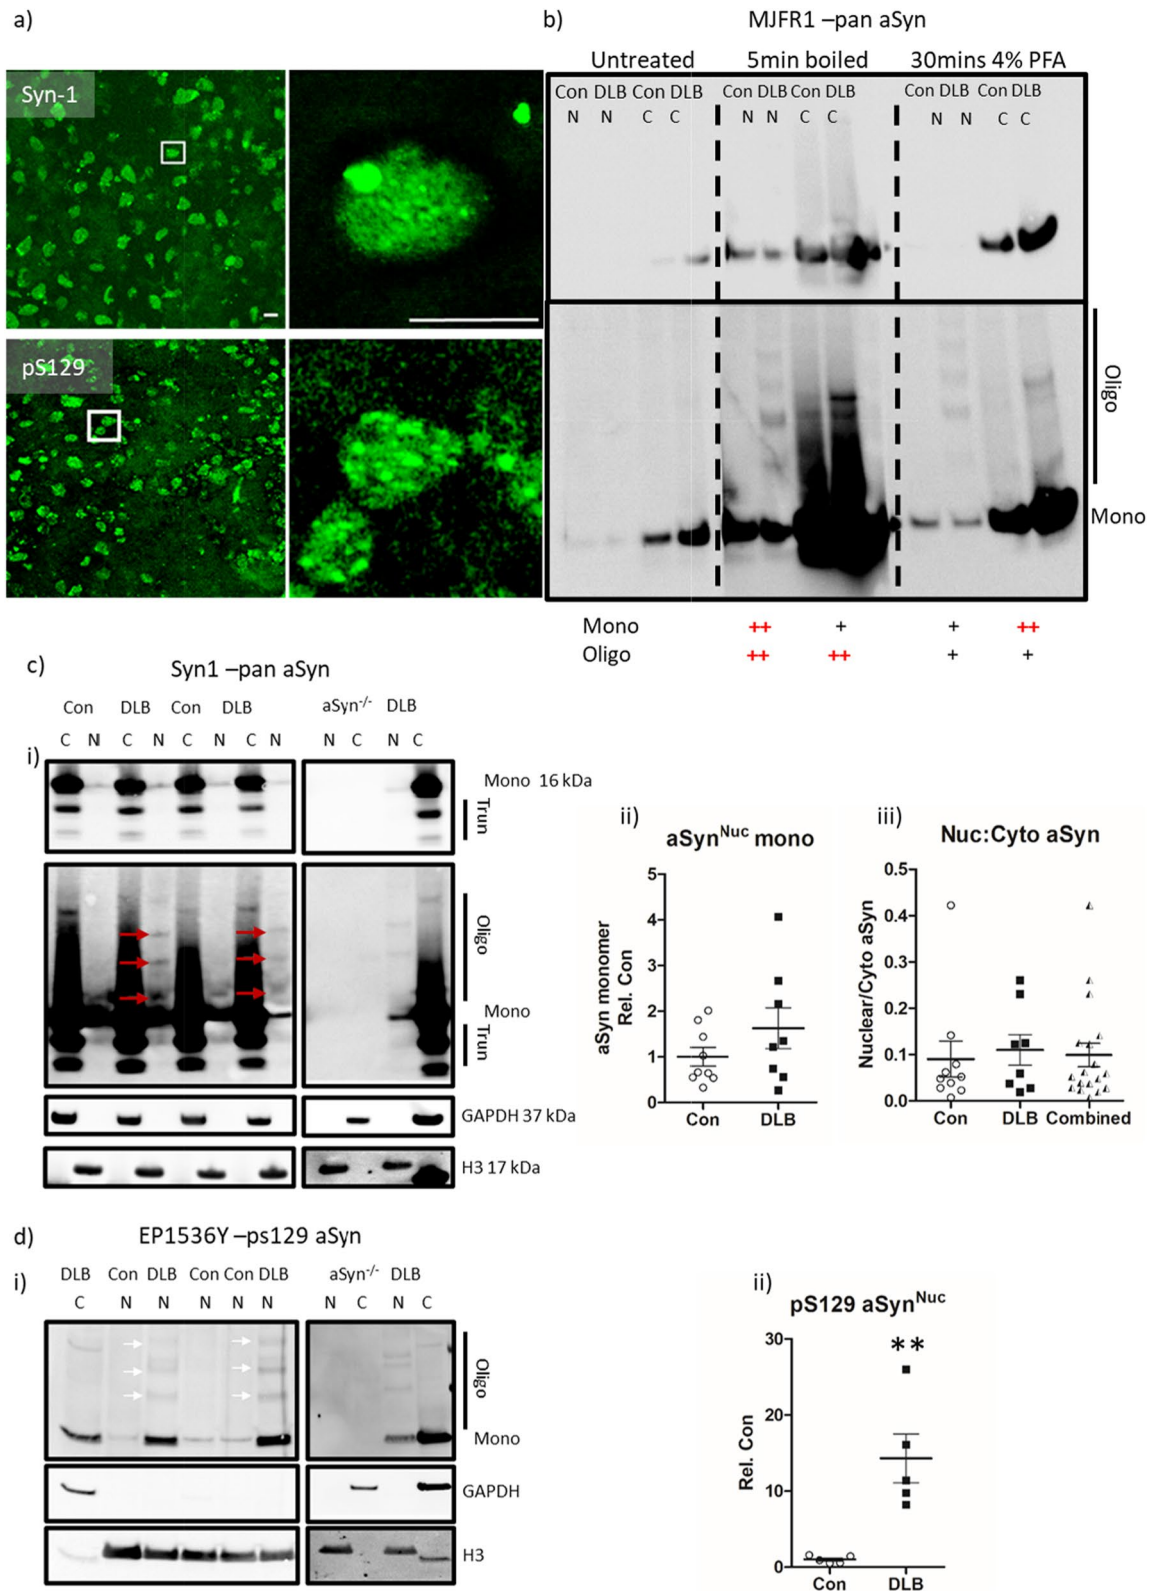 a)
Syn-1
pS129
b)
MJFR1 –pan aSyn
Untreated 5min boiled 30mins 4% PFA
Con DLB Con DLB Con DLB Con DLB Con DLB Con DLB
N N C C N N C C N N C C
Oligo
Mono
Mono ++ + + ++
Oligo ++ ++ + +
c)
Syn1 –pan aSyn
Con DLB Con DLB aSyn-/- DLB
C N C N C N C N N C N C
i)
Mono 16 kDa
Trun
Oligo
Mono
Trun
GAPDH 37 kDa
H3 17 kDa
ii)
aSynNuc mono
aSyn monomer
Rel. Con
5
4
3
2
1
0
Con DLB
iii)
Nuc:Cyto aSyn
Nuclear/Cyto aSyn
0.5
0.4
0.3
0.2
0.1
0.0
Con DLB Combined
d)
EP1536Y –ps129 aSyn
i)
DLB Con DLB Con Con DLB aSyn-/- DLB
C N N N N N N C N C
Oligo
Mono
GAPDH
H3
ii)
pS129 aSynNuc
Rel. Con
30
20
10
0
**
Con DLB